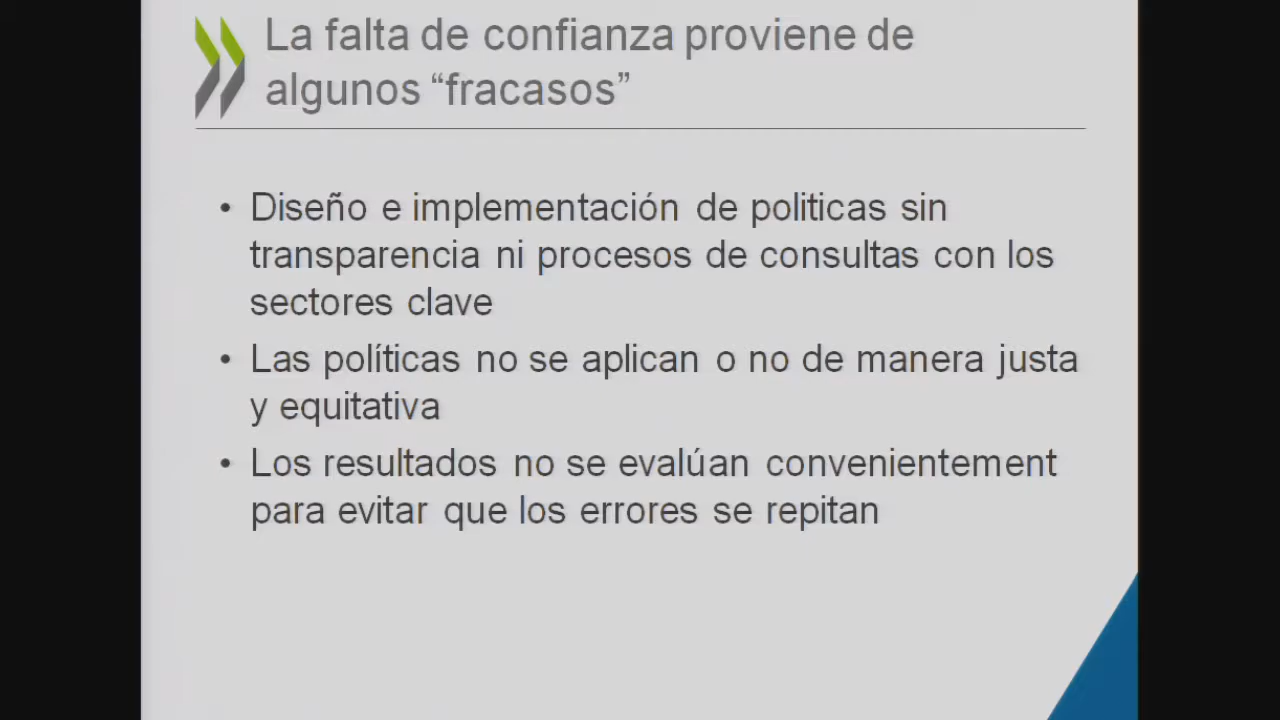 La falta de confianza proviene de
algunos “fracasos”
• Diseño e implementación de politicas sin
transparencia ni procesos de consultas con los
sectores clave
• Las políticas no se aplican o no de manera justa
y equitativa
• Los resultados no se evalúan convenientement
para evitar que los errores se repitan